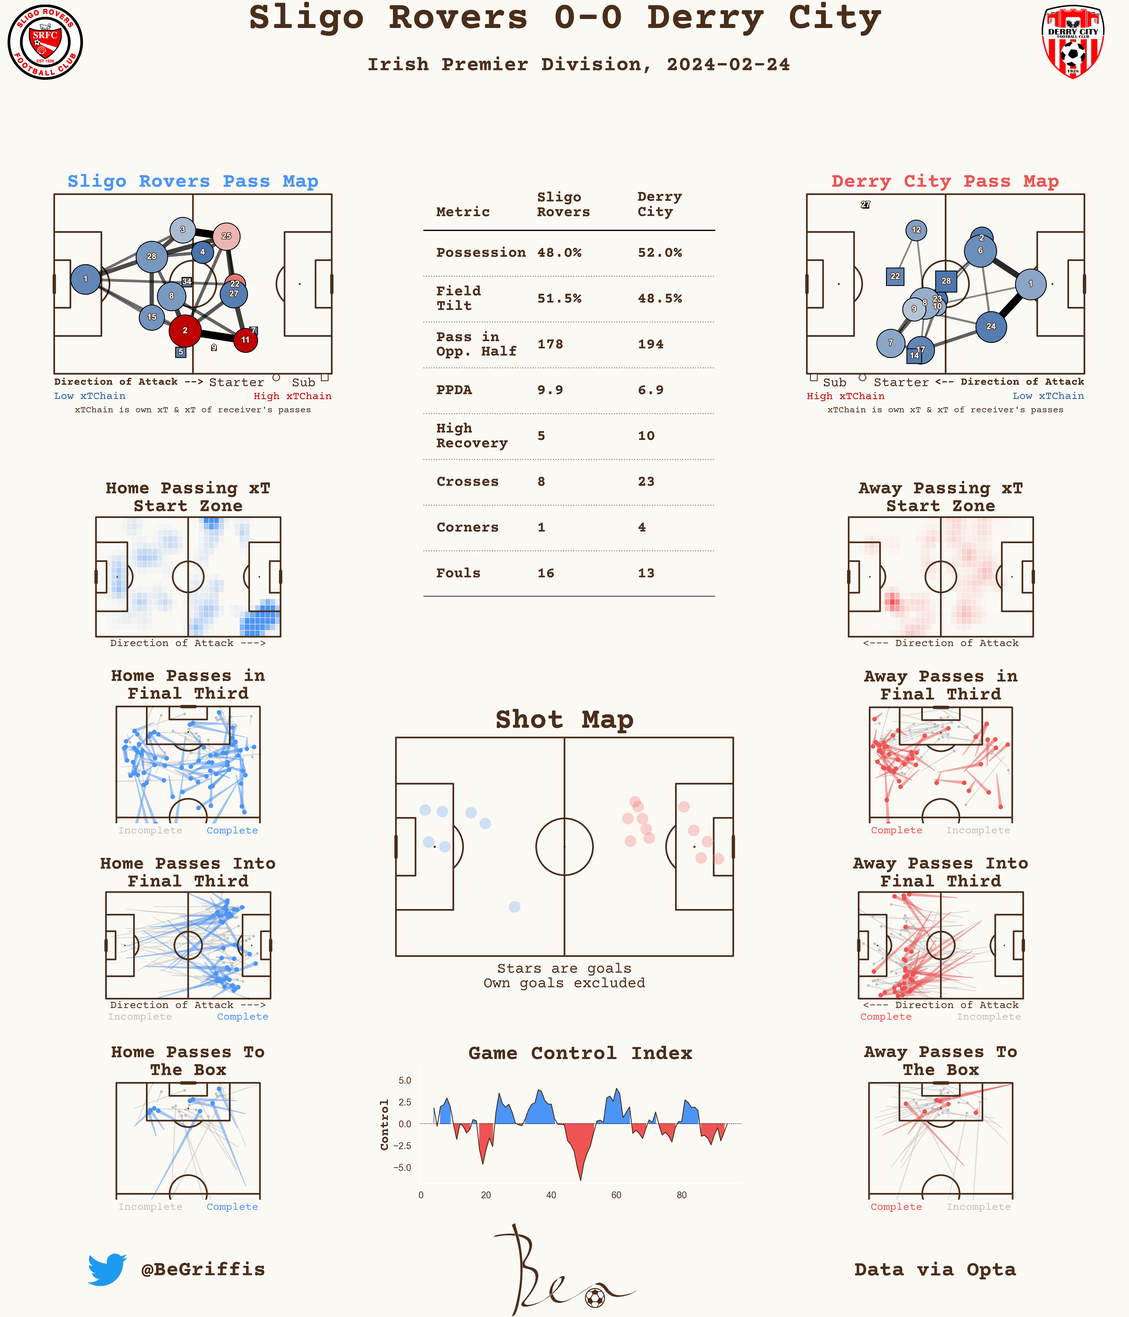 Sligo Rovers 0-0 Derry City
Irish Premier Division, 2024-02-24
SLIGO ROVERS
SRFC
EST 1928
FOOTBALL CLUB
DERRY CITY
FOOTBALL CLUB
1928
Sligo Rovers Pass Map
3
25
28
4
1
34
22
27
8
15
2
7
11
9
5
Direction of Attack --> Starter Sub
Low xTChain High xTChain
xTChain is own xT & xT of receiver's passes
Metric Sligo Rovers Derry City
Possession 48.0% 52.0%
Field Tilt 51.5% 48.5%
Pass in Opp. Half 178 194
PPDA 9.9 6.9
High Recovery 5 10
Crosses 8 23
Corners 1 4
Fouls 16 13
Derry City Pass Map
27
12
2
6
22
28
1
23
8
10
9
24
7
17
14
Sub Starter <-- Direction of Attack
High xTChain Low xTChain
xTChain is own xT & xT of receiver's passes
Home Passing xT
Start Zone
Direction of Attack --->
Away Passing xT
Start Zone
<--- Direction of Attack
Home Passes in
Final Third
Incomplete Complete
Away Passes in
Final Third
Complete Incomplete
Shot Map
Stars are goals
Own goals excluded
Home Passes Into
Final Third
Direction of Attack --->
Incomplete Complete
Away Passes Into
Final Third
<--- Direction of Attack
Complete Incomplete
Home Passes To
The Box
Incomplete Complete
Game Control Index
Control
5.0
2.5
0.0
−2.5
−5.0
0 20 40 60 80
Away Passes To
The Box
Complete Incomplete
@BeGriffis
Ben
Data via Opta